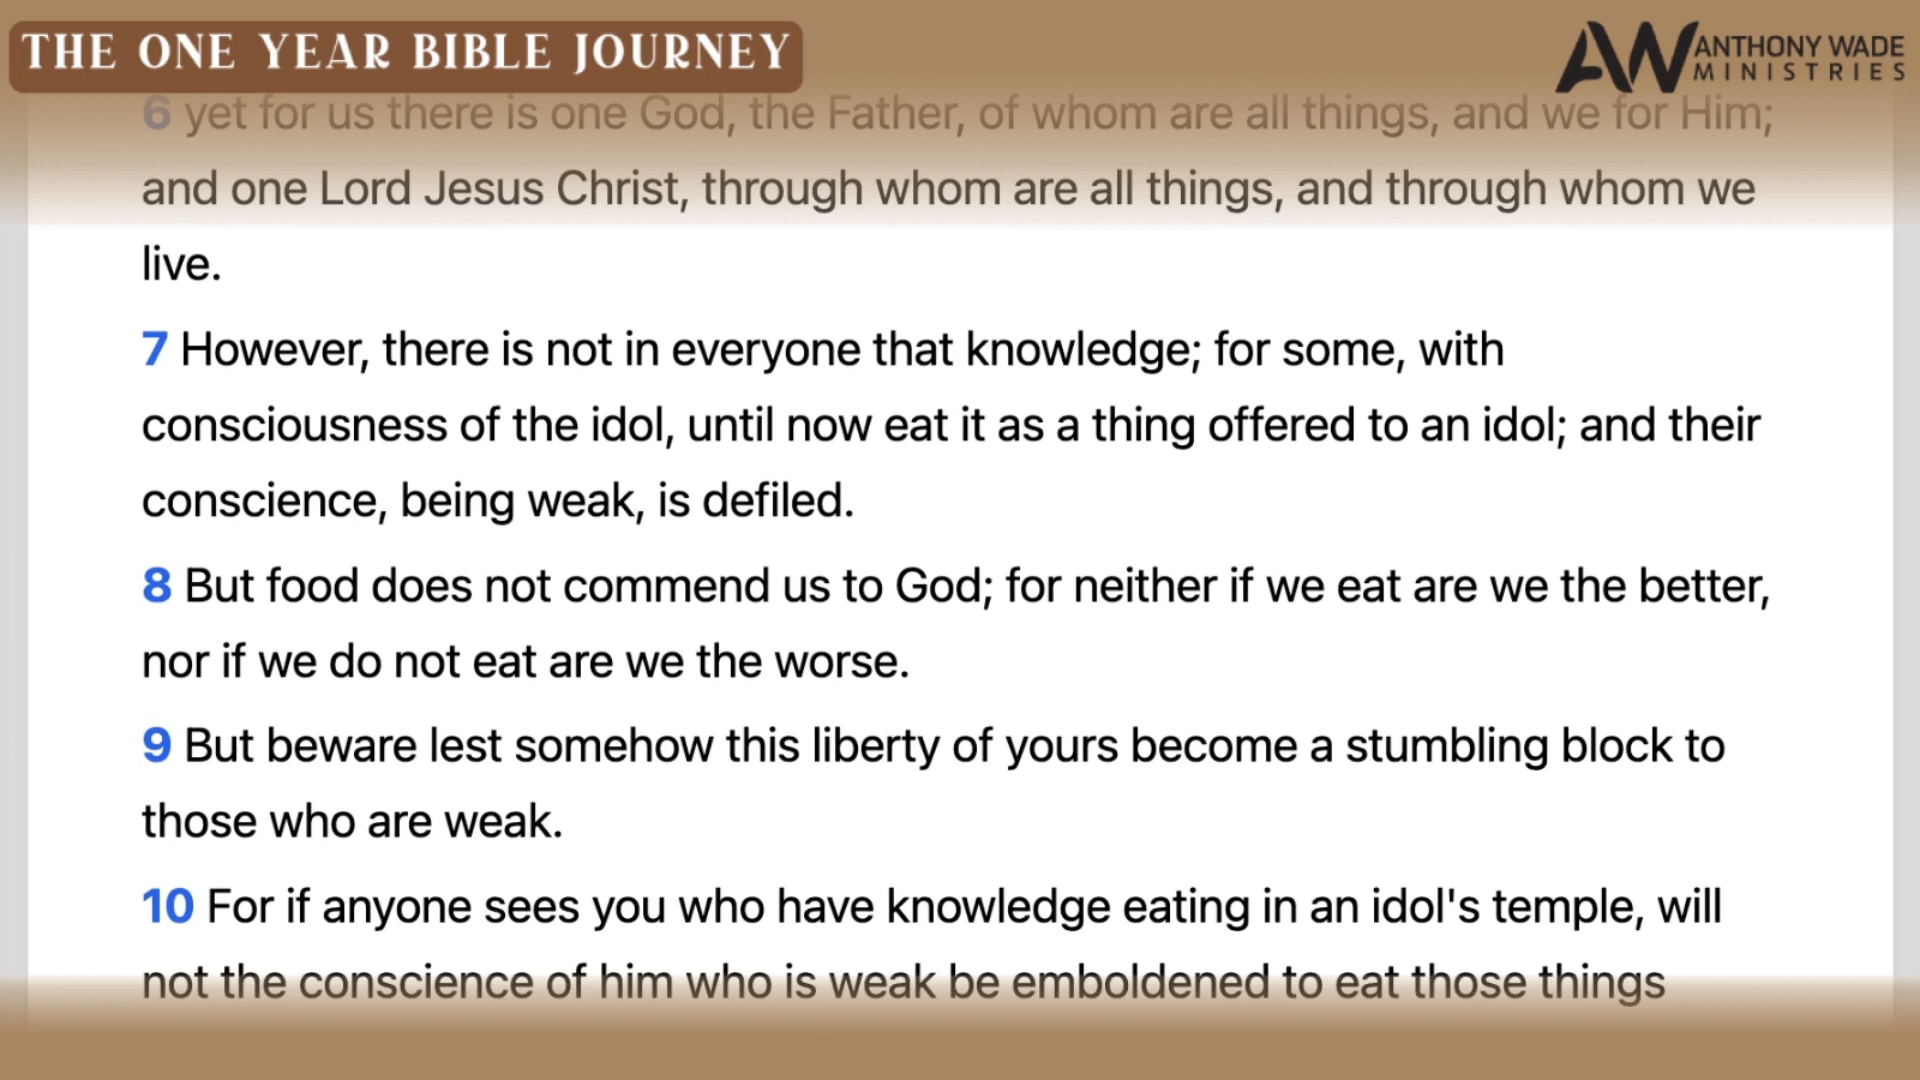 THE ONE YEAR BIBLE JOURNEY
ANTHONY WADE
MINISTRIES
6 yet for us there is one God, the Father, of whom are all things, and we for Him;
and one Lord Jesus Christ, through whom are all things, and through whom we
live.
7 However, there is not in everyone that knowledge; for some, with
consciousness of the idol, until now eat it as a thing offered to an idol; and their
conscience, being weak, is defiled.
8 But food does not commend us to God; for neither if we eat are we the better,
nor if we do not eat are we the worse.
9 But beware lest somehow this liberty of yours become a stumbling block to
those who are weak.
10 For if anyone sees you who have knowledge eating in an idol's temple, will
not the conscience of him who is weak be emboldened to eat those things